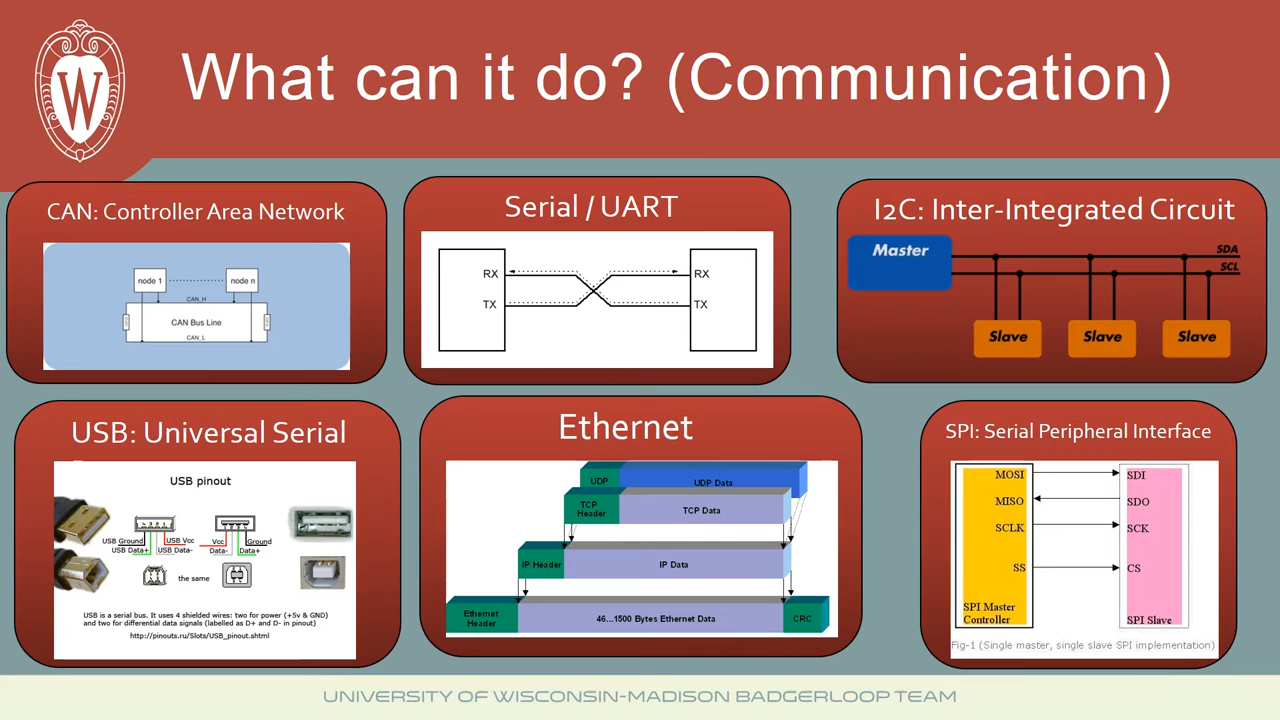 W
What can it do? (Communication)
CAN: Controller Area Network
node 1
node n
CAN_H
CAN Bus Line
CAN_L
Serial / UART
RX
RX
TX
TX
I2C: Inter-Integrated Circuit
Master
SDA
SCL
Slave
Slave
Slave
USB: Universal Serial
USB pinout
4 3 2 1
USB Ground
USB Vcc
USB Data+
USB Data-
Vcc
Ground
Data-
Data+
the same
USB is a serial bus. It uses 4 shielded wires: two for power (+5v & GND)
and two for differential data signals (labelled as D+ and D- in pinout)
http://pinouts.ru/Slots/USB_pinout.shtml
Ethernet
UDP
UDP Data
TCP
Header
TCP Data
IP Header
IP Data
Ethernet
Header
46...1500 Bytes Ethernet Data
CRC
SPI: Serial Peripheral Interface
MOSI
SDI
MISO
SDO
SCLK
SCK
SS
CS
SPI Master
Controller
SPI Slave
Fig-1 (Single master, single slave SPI implementation)
UNIVERSITY OF WISCONSIN-MADISON BADGERLOOP TEAM